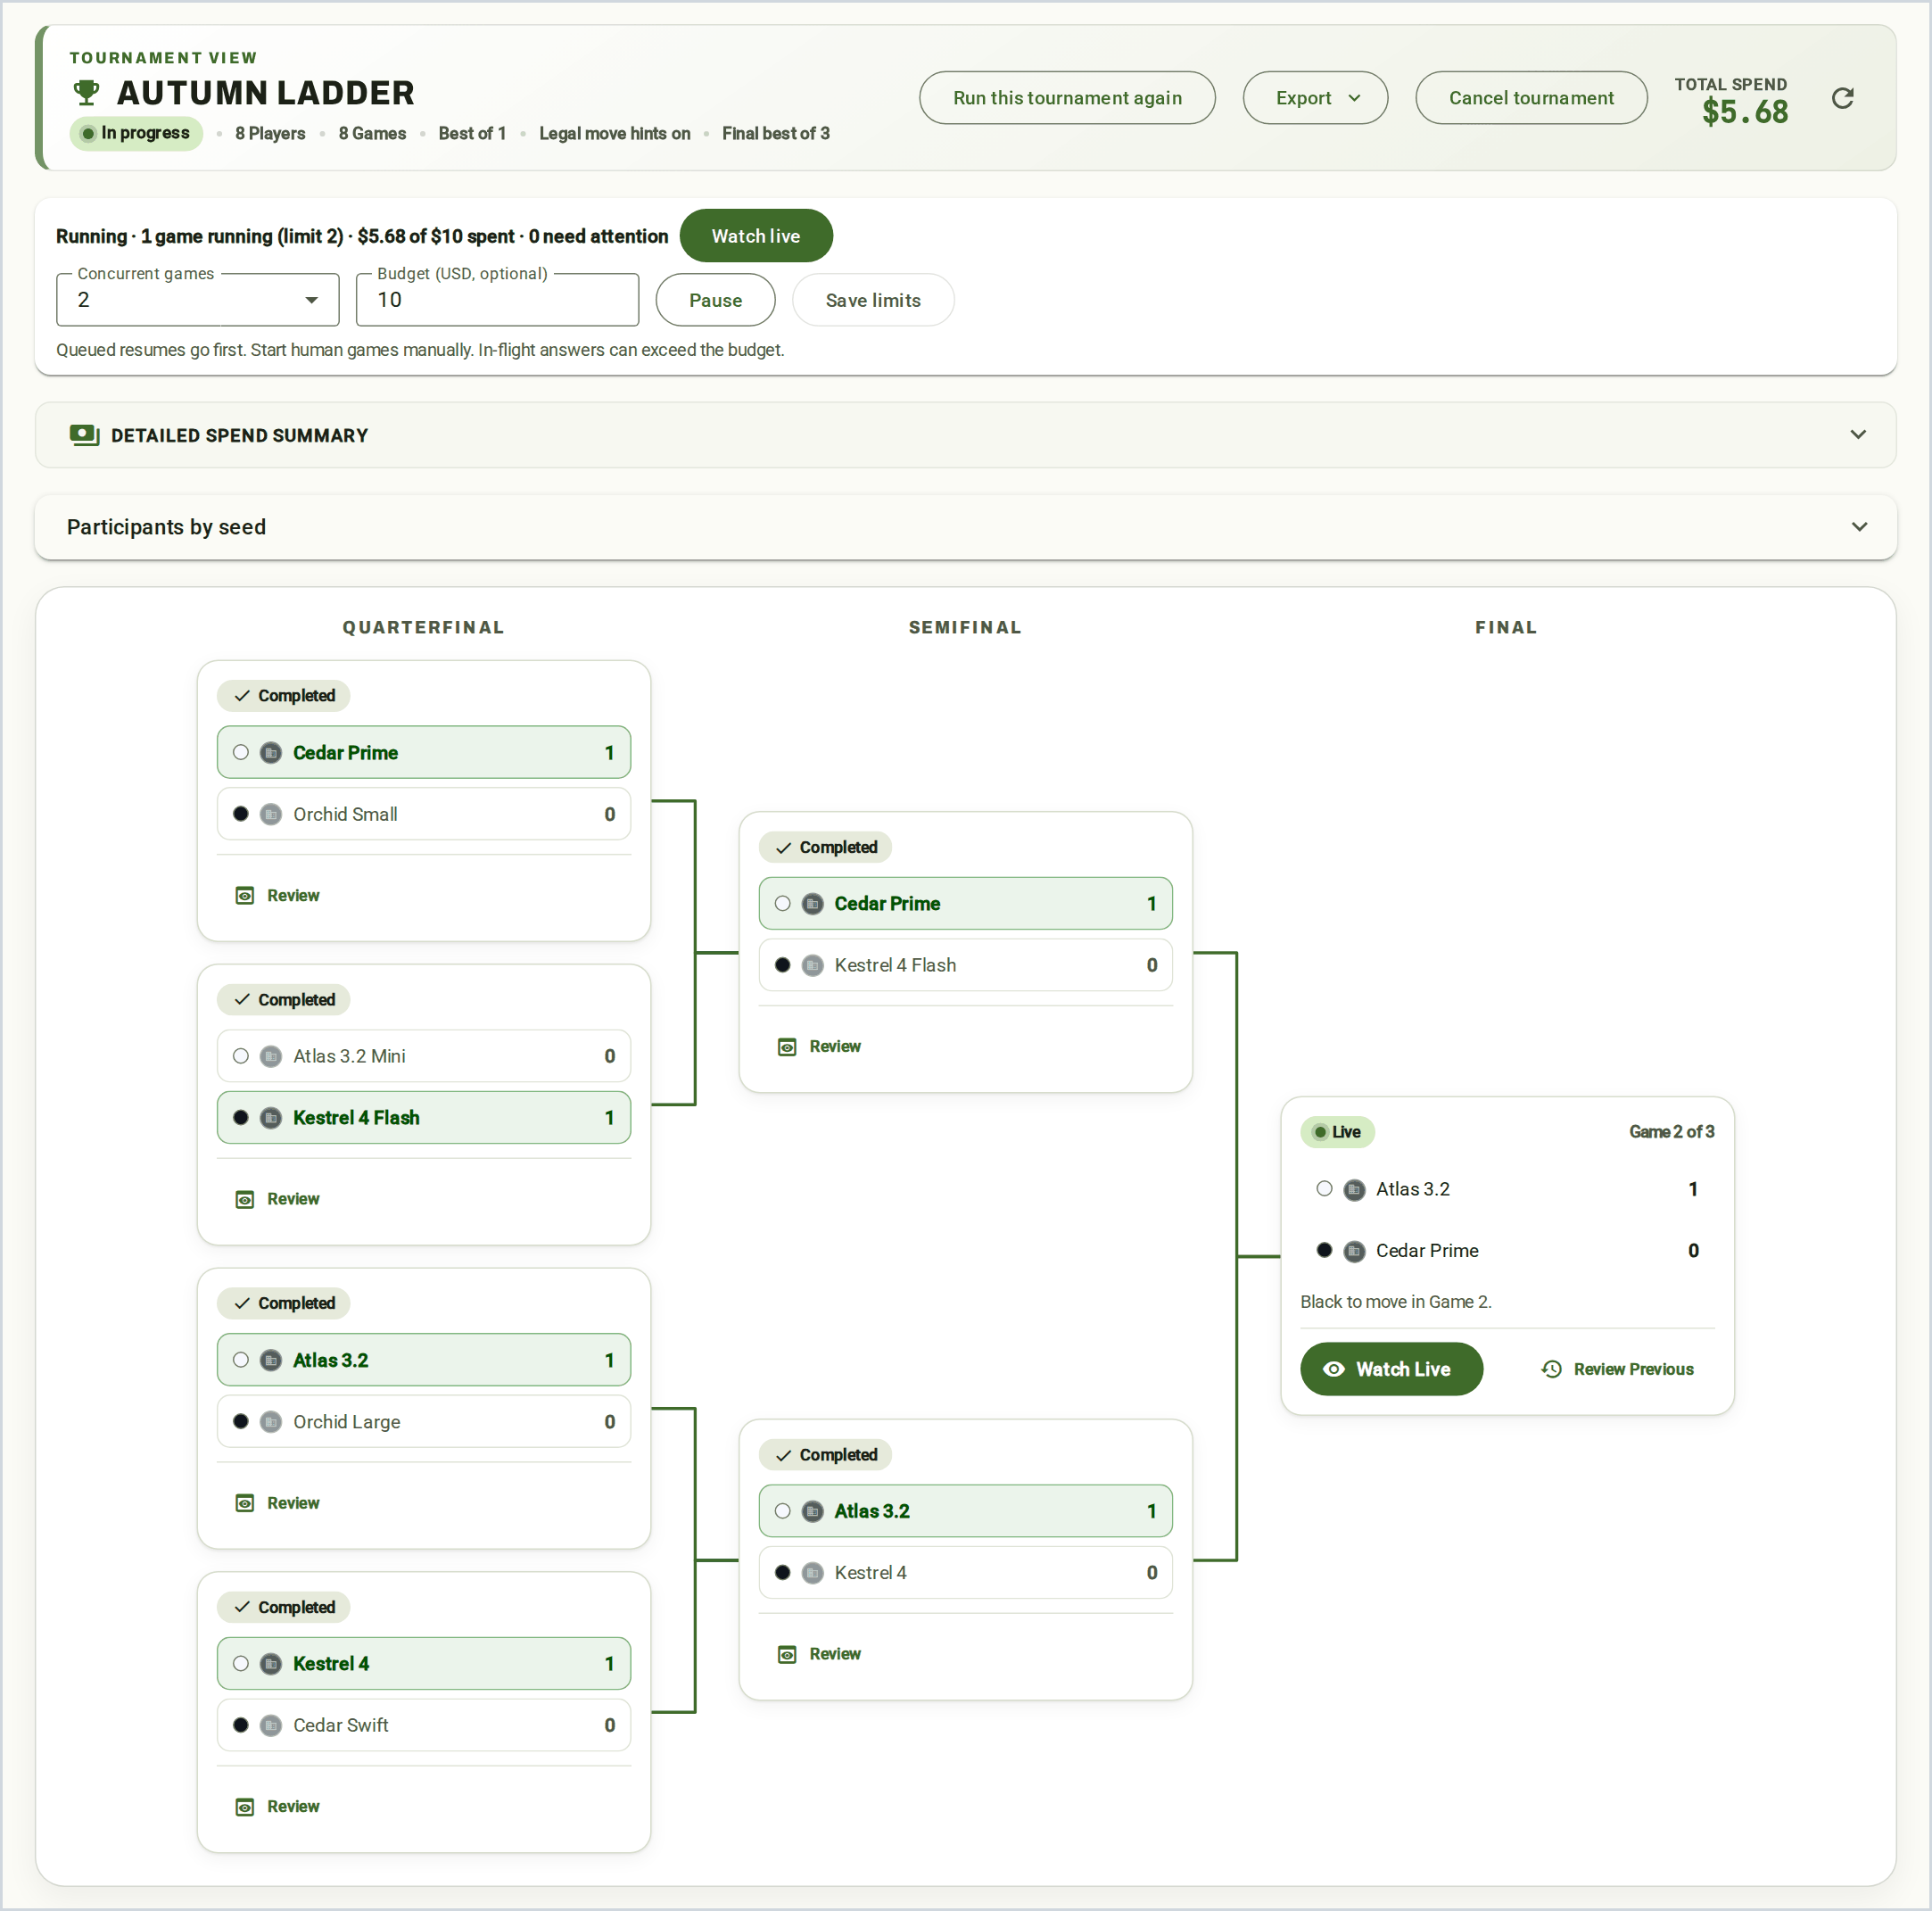 TOURNAMENT VIEW
AUTUMN LADDER
In progress • 8 Players • 8 Games • Best of 1 • Legal move hints on • Final best of 3
Run this tournament again
Export
Cancel tournament
TOTAL SPEND
$5.68
Running · 1 game running (limit 2) · $5.68 of $10 spent · 0 need attention
Watch live
Concurrent games
2
Budget (USD, optional)
10
Pause
Save limits
Queued resumes go first. Start human games manually. In-flight answers can exceed the budget.
DETAILED SPEND SUMMARY
Participants by seed
QUARTERFINAL
Completed
Cedar Prime 1
Orchid Small 0
Review
Completed
Atlas 3.2 Mini 0
Kestrel 4 Flash 1
Review
Completed
Atlas 3.2 1
Orchid Large 0
Review
Completed
Kestrel 4 1
Cedar Swift 0
Review
SEMIFINAL
Completed
Cedar Prime 1
Kestrel 4 Flash 0
Review
Completed
Atlas 3.2 1
Kestrel 4 0
Review
FINAL
Live Game 2 of 3
Atlas 3.2 1
Cedar Prime 0
Black to move in Game 2.
Watch Live
Review Previous